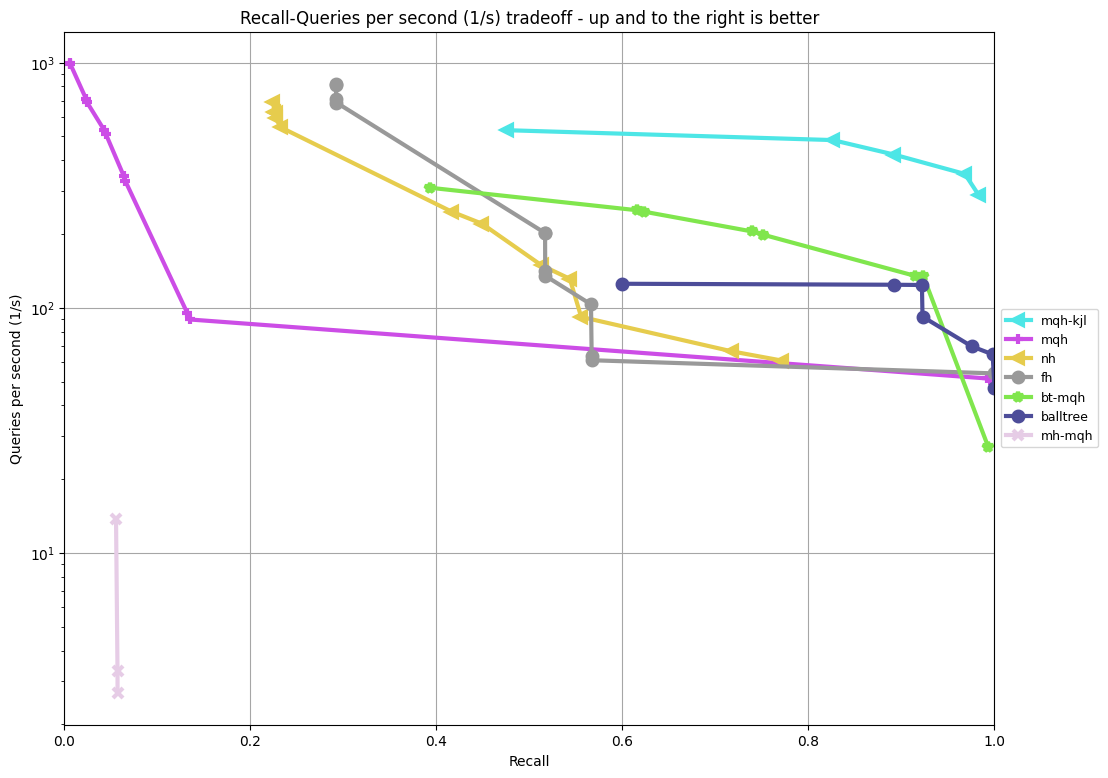 Recall-Queries per second (1/s) tradeoff - up and to the right is better
Queries per second (1/s)
10³
10²
10¹
0.0 0.2 0.4 0.6 0.8 1.0
Recall
mqh-kjl
mqh
nh
fh
bt-mqh
balltree
mh-mqh